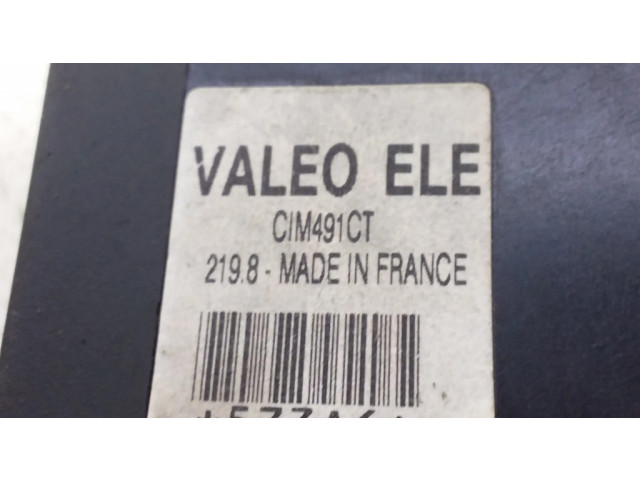 VALEO ELE
CIM491CT
219.8 - MADE IN FRANCE